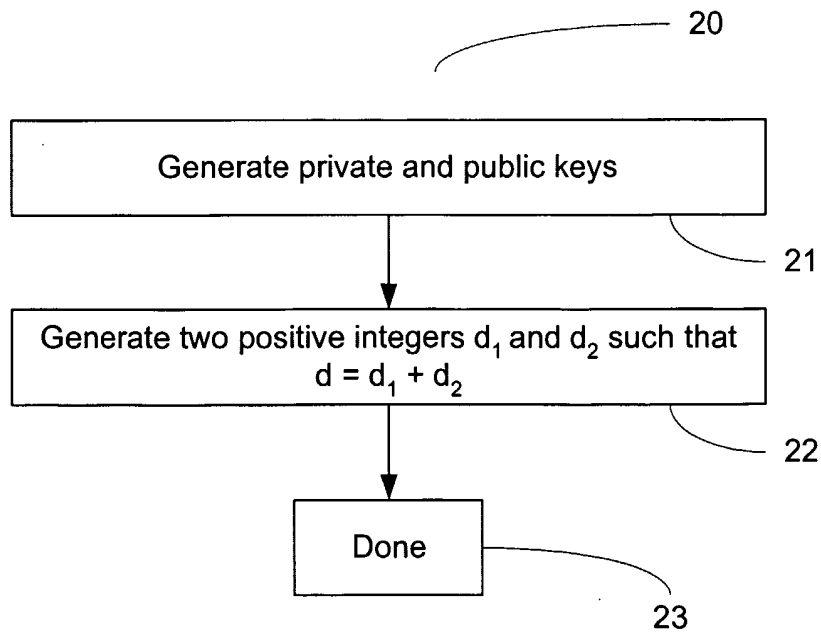 20
Generate private and public keys
21
Generate two positive integers d₁ and d₂ such that
d = d₁ + d₂
22
Done
23